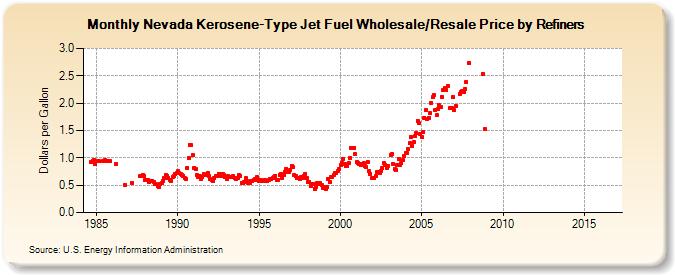 Monthly Nevada Kerosene-Type Jet Fuel Wholesale/Resale Price by Refiners
Dollars per Gallon
3.0
2.5
2.0
1.5
1.0
0.5
0.0
1985 1990 1995 2000 2005 2010 2015
Source: U.S. Energy Information Administration